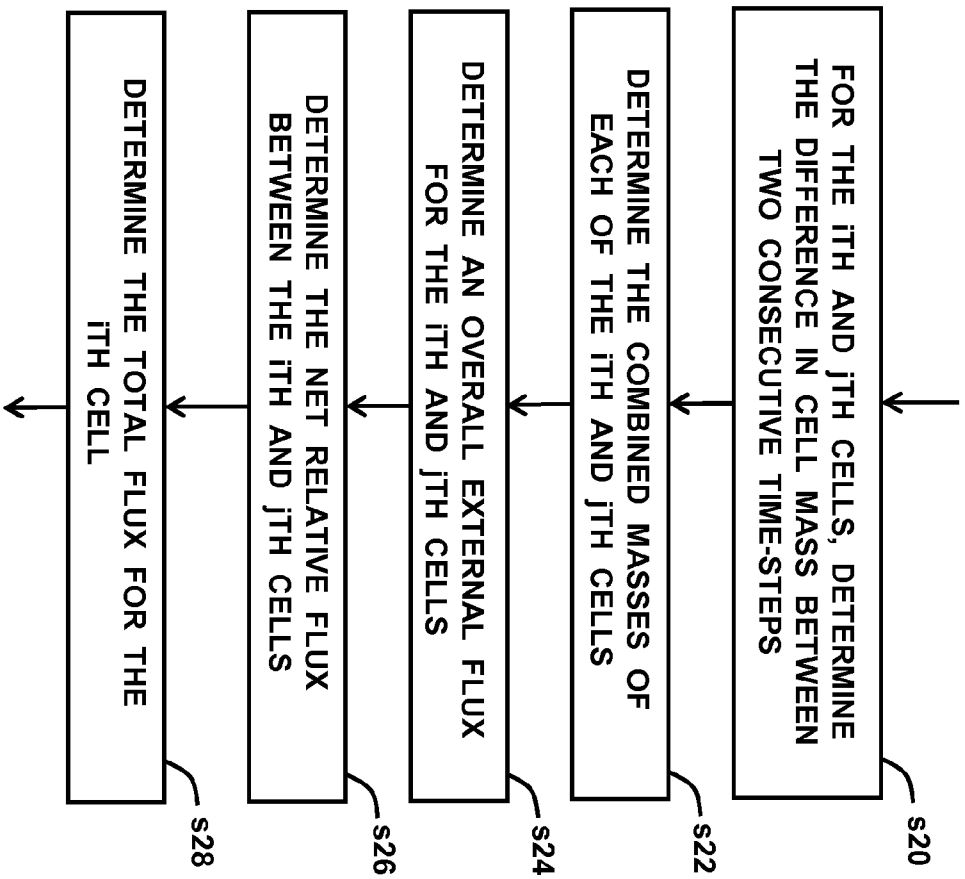 FOR THE iTH AND jTH CELLS, DETERMINE
THE DIFFERENCE IN CELL MASS BETWEEN
TWO CONSECUTIVE TIME-STEPS
s20
DETERMINE THE COMBINED MASSES OF
EACH OF THE iTH AND jTH CELLS
s22
DETERMINE AN OVERALL EXTERNAL FLUX
FOR THE iTH AND jTH CELLS
s24
DETERMINE THE NET RELATIVE FLUX
BETWEEN THE iTH AND jTH CELLS
s26
DETERMINE THE TOTAL FLUX FOR THE
iTH CELL
s28